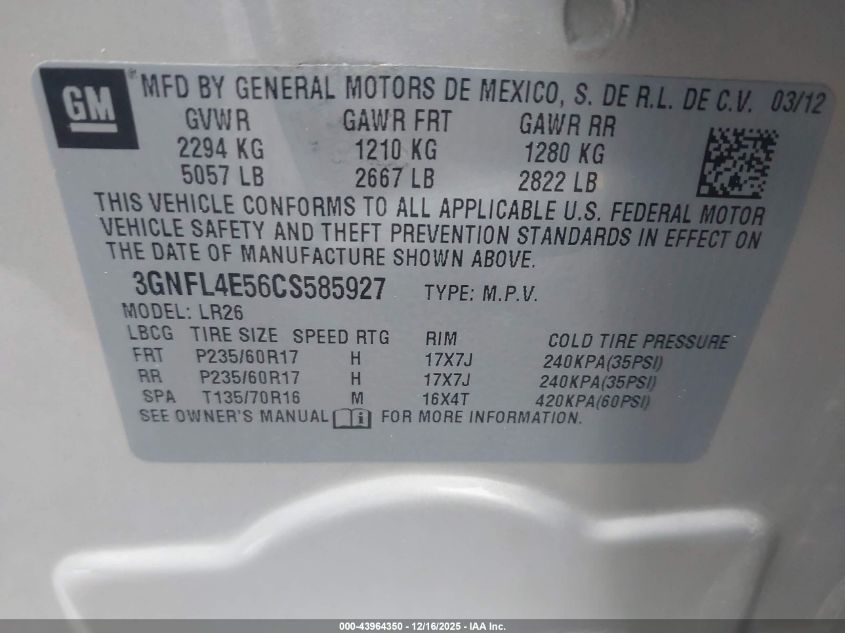 GM ® MFD BY GENERAL MOTORS DE MEXICO, S. DE R.L. DE C.V. 03/12
GVWR GAWR FRT GAWR RR
2294 KG 1210 KG 1280 KG
5057 LB 2667 LB 2822 LB
THIS VEHICLE CONFORMS TO ALL APPLICABLE U.S. FEDERAL MOTOR
VEHICLE SAFETY AND THEFT PREVENTION STANDARDS IN EFFECT ON
THE DATE OF MANUFACTURE SHOWN ABOVE.
3GNFL4E56CS585927 TYPE: M.P.V.
MODEL: LR26
LBCG TIRE SIZE SPEED RTG RIM COLD TIRE PRESSURE
FRT P235/60R17 H 17X7J 240KPA(35PSI)
RR P235/60R17 H 17X7J 240KPA(35PSI)
SPA T135/70R16 M 16X4T 420KPA(60PSI)
SEE OWNER'S MANUAL i FOR MORE INFORMATION.
000-43964350 - 12/16/2025 - IAA Inc.